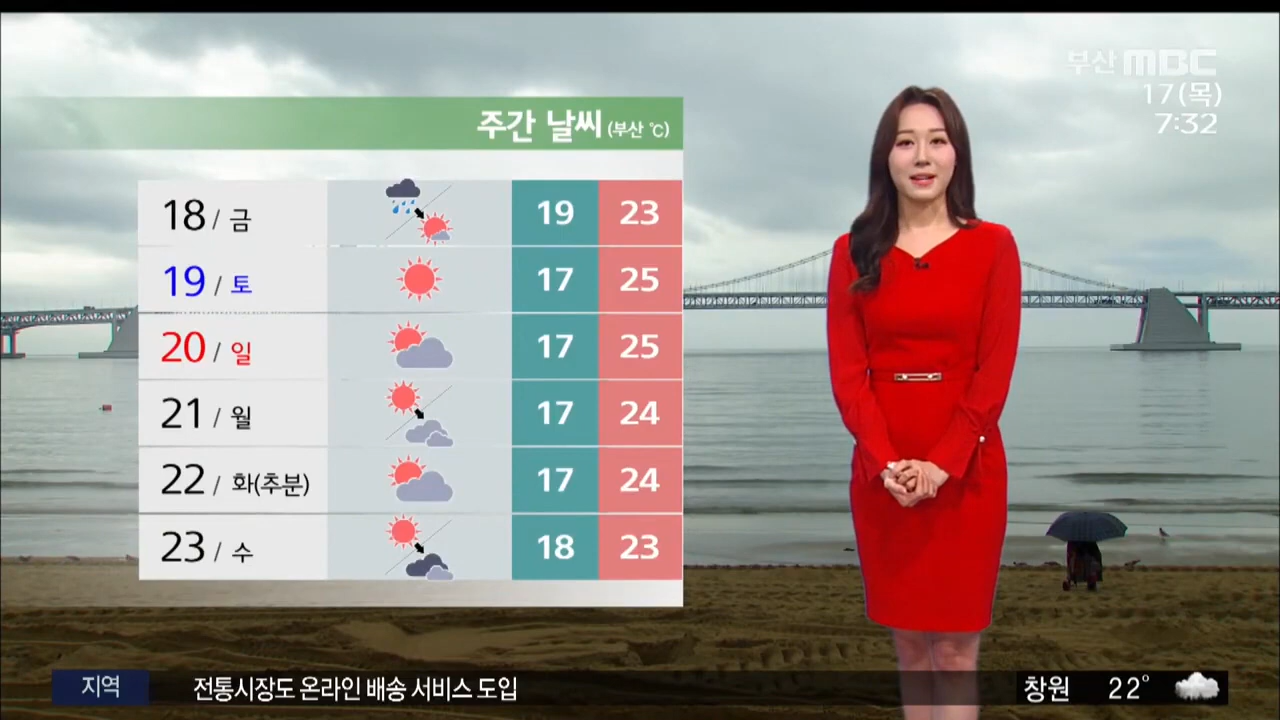 부산 MBC
17(목)
7:32
주간 날씨 (부산 ℃)
18 / 금 19 23
19 / 토 17 25
20 / 일 17 25
21 / 월 17 24
22 / 화(추분) 17 24
23 / 수 18 23
지역 전통시장도 온라인 배송 서비스 도입 창원 22°